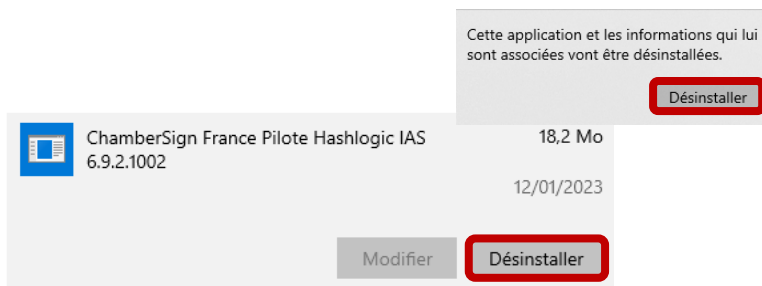 Cette application et les informations qui lui
sont associées vont être désinstallées.
Désinstaller
ChamberSign France Pilote Hashlogic IAS
6.9.2.1002
18,2 Mo
12/01/2023
Modifier
Désinstaller